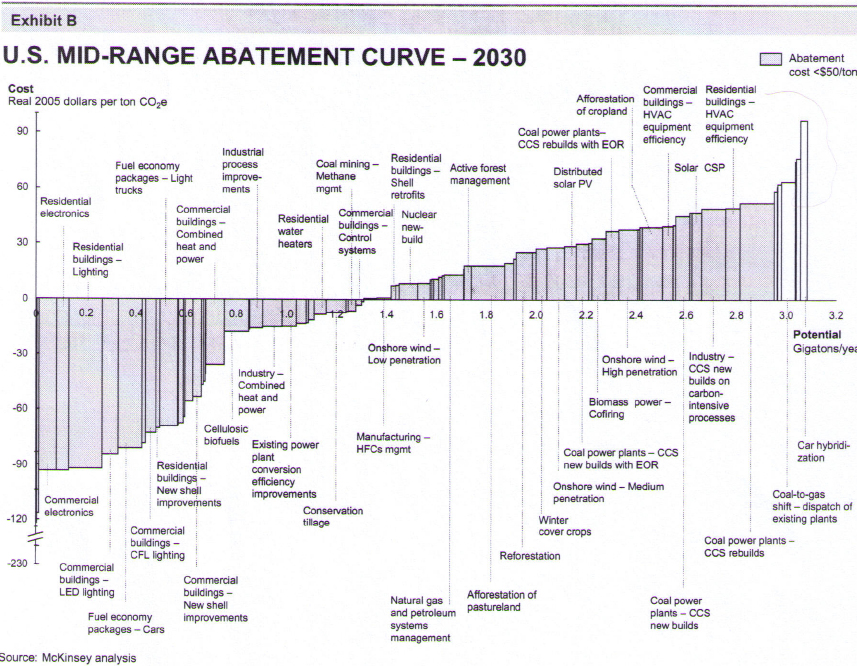 Exhibit B
U.S. MID-RANGE ABATEMENT CURVE – 2030
Abatement
cost <$50/ton
Cost
Real 2005 dollars per ton CO2e
90
60
30
0
-30
-60
-90
-120
-230
0
0.2
0.4
0.6
0.8
1.0
1.2
1.4
1.6
1.8
2.0
2.2
2.4
2.6
2.8
3.0
3.2
Potential
Gigatons/yea
Residential
electronics
Residential
buildings –
Lighting
Fuel economy
packages – Light
trucks
Commercial
buildings –
Combined
heat and
power
Industrial
process
improve-
ments
Residential
water
heaters
Coal mining –
Methane
mgmt
Commercial
buildings –
Control
systems
Residential
buildings –
Shell
retrofits
Nuclear
new-
build
Active forest
management
Coal power plants–
CCS rebuilds with EOR
Distributed
solar PV
Afforestation
of cropland
Commercial
buildings –
HVAC
equipment
efficiency
Solar CSP
Residential
buildings –
HVAC
equipment
efficiency
Commercial
electronics
Commercial
buildings –
LED lighting
Fuel economy
packages – Cars
Commercial
buildings –
CFL lighting
Residential
buildings –
New shell
improvements
Commercial
buildings –
New shell
improvements
Cellulosic
biofuels
Industry –
Combined
heat and
power
Existing power
plant
conversion
efficiency
improvements
Conservation
tillage
Manufacturing –
HFCs mgmt
Onshore wind –
Low penetration
Natural gas
and petroleum
systems
management
Afforestation of
pastureland
Reforestation
Winter
cover crops
Onshore wind – Medium
penetration
Coal power plants – CCS
new builds with EOR
Biomass power –
Cofiring
Onshore wind –
High penetration
Coal power
plants – CCS
new builds
Industry –
CCS new
builds on
carbon-
intensive
processes
Coal power plants –
CCS rebuilds
Coal-to-gas
shift – dispatch of
existing plants
Car hybridi-
zation
Source: McKinsey analysis